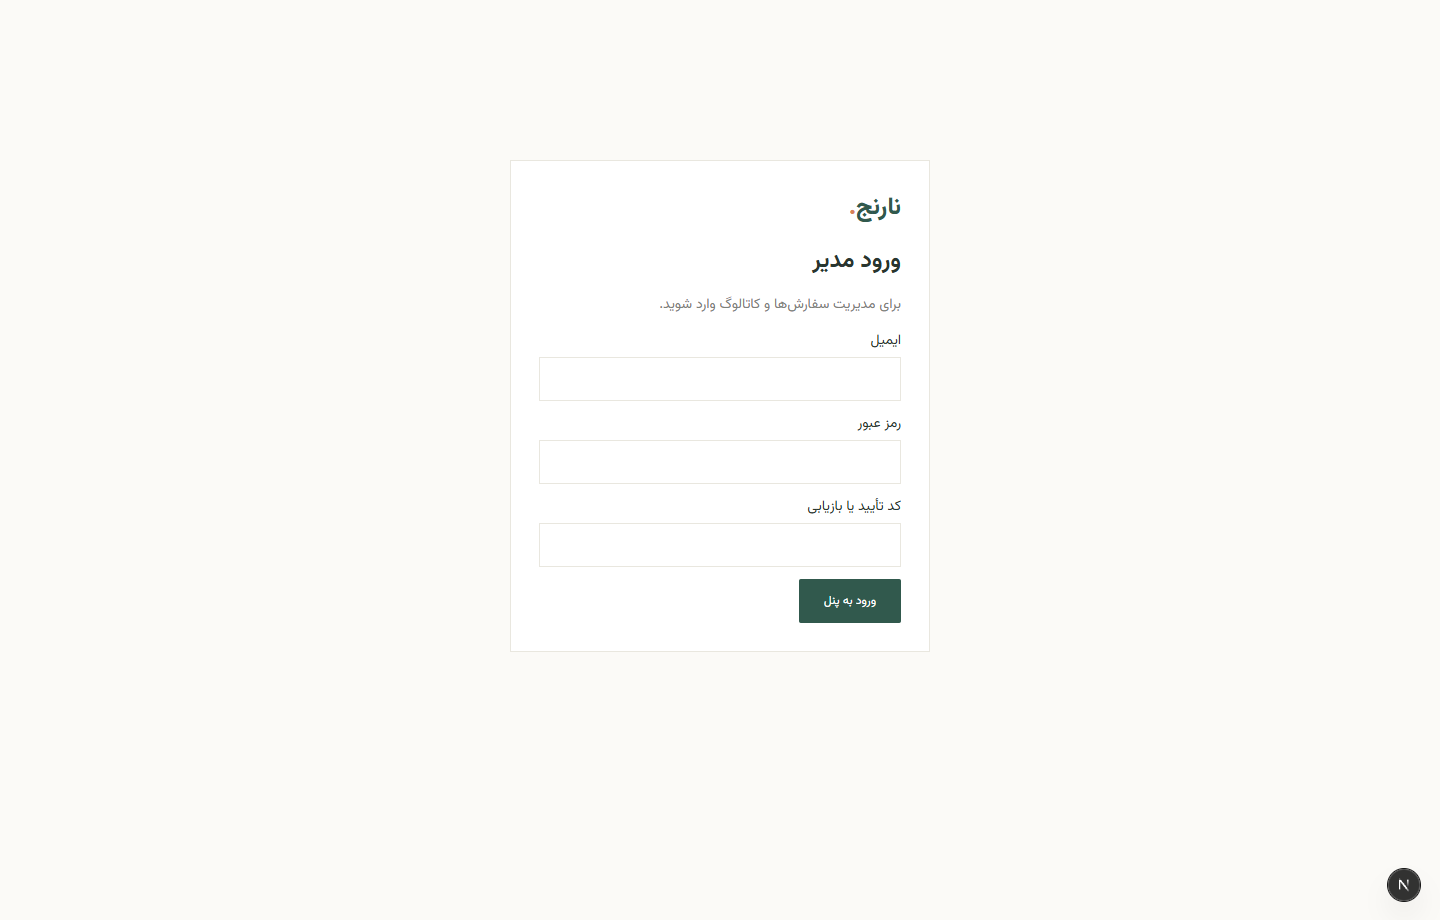 نارنج.
ورود مدیر
برای مدیریت سفارش‌ها و کاتالوگ وارد شوید.
ایمیل
رمز عبور
کد تأیید یا بازیابی
ورود به پنل
N